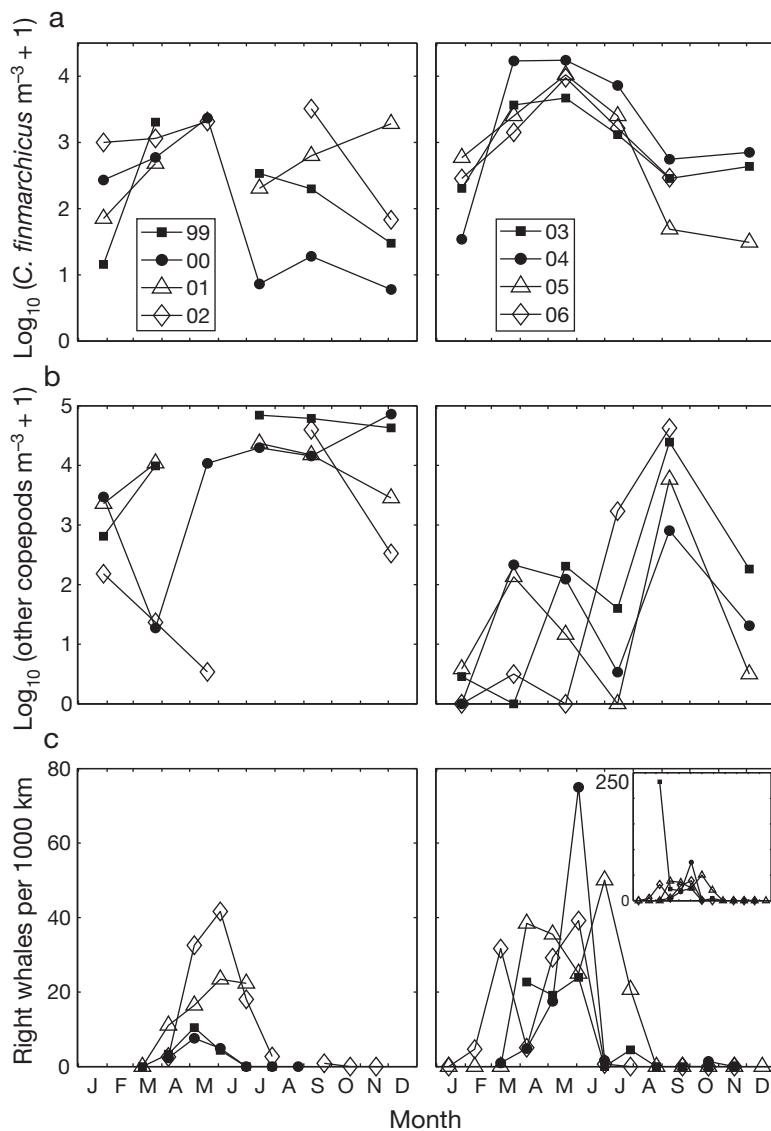 a
Log10 (C. finmarchicus m−3 + 1)
4
3
2
1
0
99
00
01
02
03
04
05
06
b
Log10 (other copepods m−3 + 1)
5
4
3
2
1
0
c
Right whales per 1000 km
80
60
40
20
0
250
0
J F M A M J J A S O N D
J F M A M J J A S O N D
Month